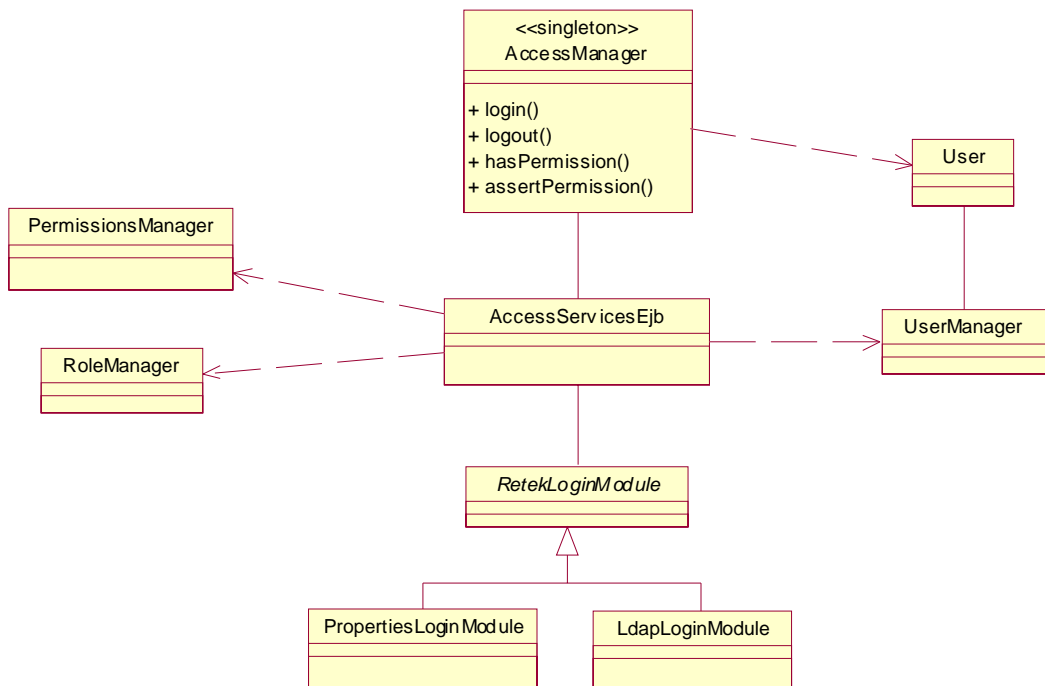 <<singleton>>
AccessManager
+ login()
+ logout()
+ hasPermission()
+ assertPermission()
User
PermissionsManager
AccessServicesEjb
UserManager
RoleManager
RetekLoginModule
PropertiesLoginModule
LdapLoginModule